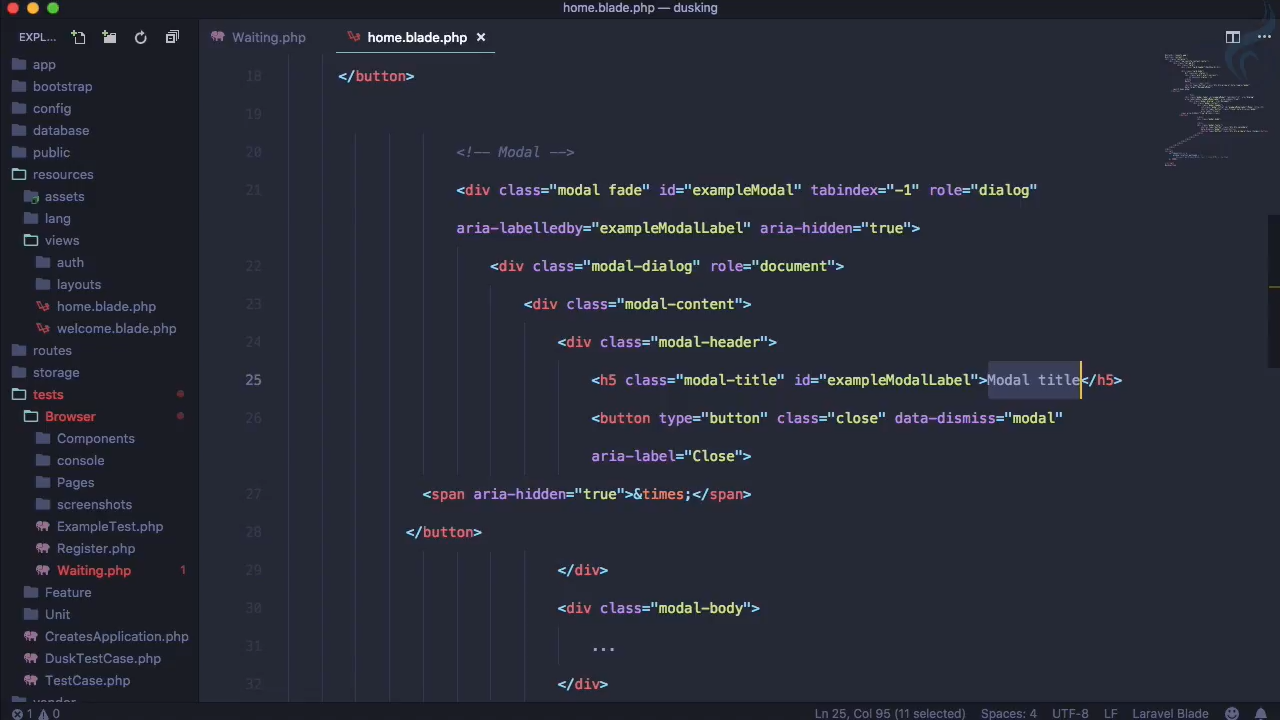 home.blade.php — dusking
EXPL...
Waiting.php
home.blade.php ×
app
bootstrap
config
database
public
resources
assets
lang
views
auth
layouts
home.blade.php
welcome.blade.php
routes
storage
tests
Browser
Components
console
Pages
screenshots
ExampleTest.php
Register.php
Waiting.php 1
Feature
Unit
CreatesApplication.php
DuskTestCase.php
TestCase.php
vendor
18 </button>
19
20 <!-- Modal -->
21 <div class="modal fade" id="exampleModal" tabindex="-1" role="dialog"
aria-labelledby="exampleModalLabel" aria-hidden="true">
22 <div class="modal-dialog" role="document">
23 <div class="modal-content">
24 <div class="modal-header">
25 <h5 class="modal-title" id="exampleModalLabel">Modal title</h5>
26 <button type="button" class="close" data-dismiss="modal"
aria-label="Close">
27 <span aria-hidden="true">&times;</span>
28 </button>
29 </div>
30 <div class="modal-body">
31 ...
32 </div>
1 0
Ln 25, Col 95 (11 selected) Spaces: 4 UTF-8 LF Laravel Blade